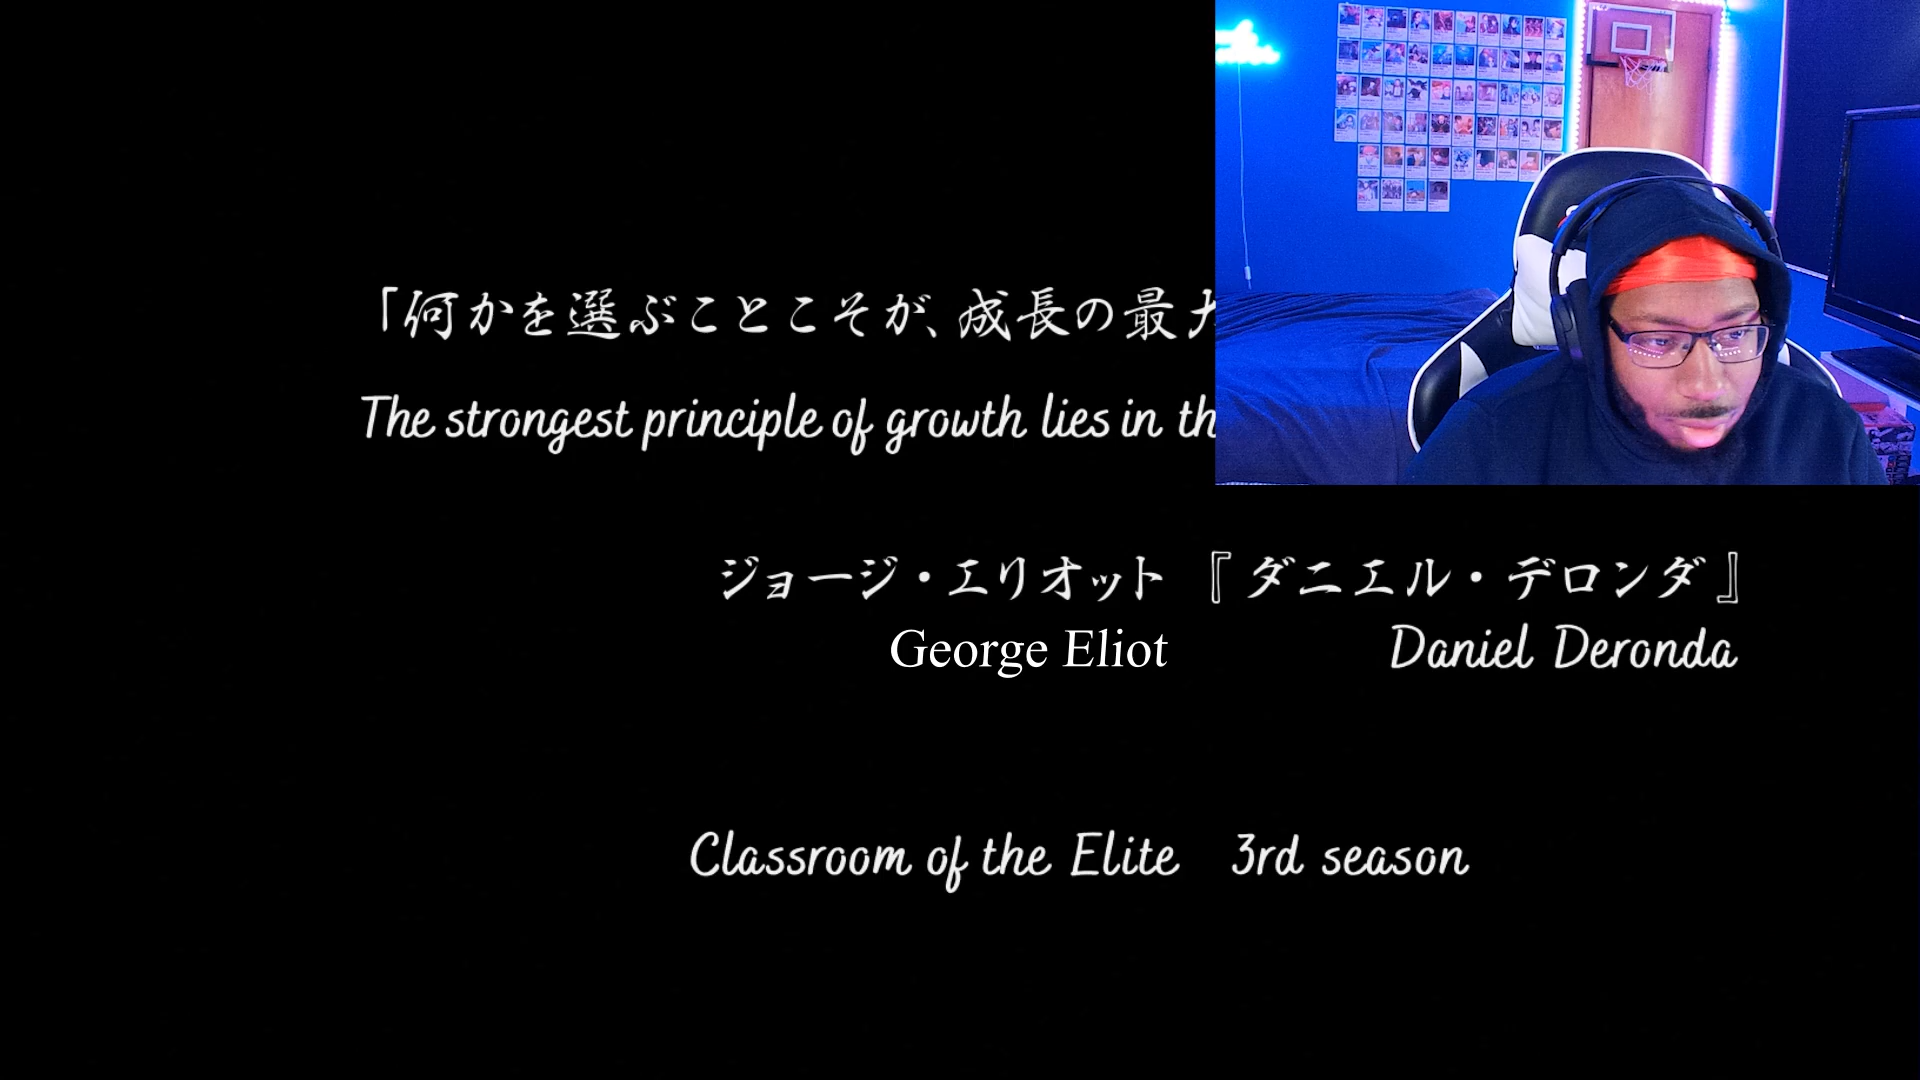 「何かを選ぶことこそが、成長の最
The strongest principle of growth lies in th
ジョージ・エリオット 『ダニエル・デロンダ』
George Eliot Daniel Deronda
Classroom of the Elite 3rd season